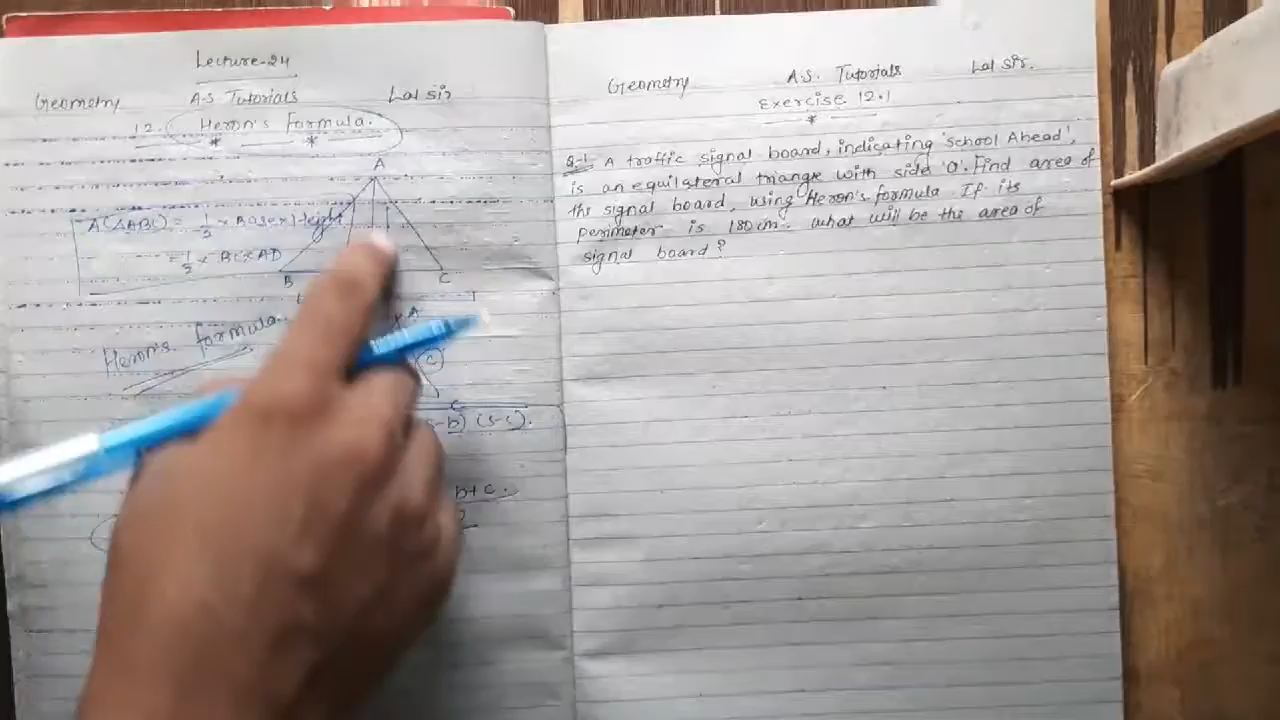 Lecture-24
Geometry A.S Tutorials Lal sir
12. Heron's Formula.
A
A(△ABC) = 1/2 × Base × Height
= 1/2 × BC × AD
B C
Heron's formula
A
c
C
-b) (s-c).
b+c.
2
Geometry A.S. Tutorials Lal sir.
Exercise 12.1
Q-1 A traffic signal board, indicating 'School Ahead',
is an equilateral triangle with side 'a'. Find area of
the signal board, using Heron's formula. If its
perimeter is 180 cm. what will be the area of
signal board?